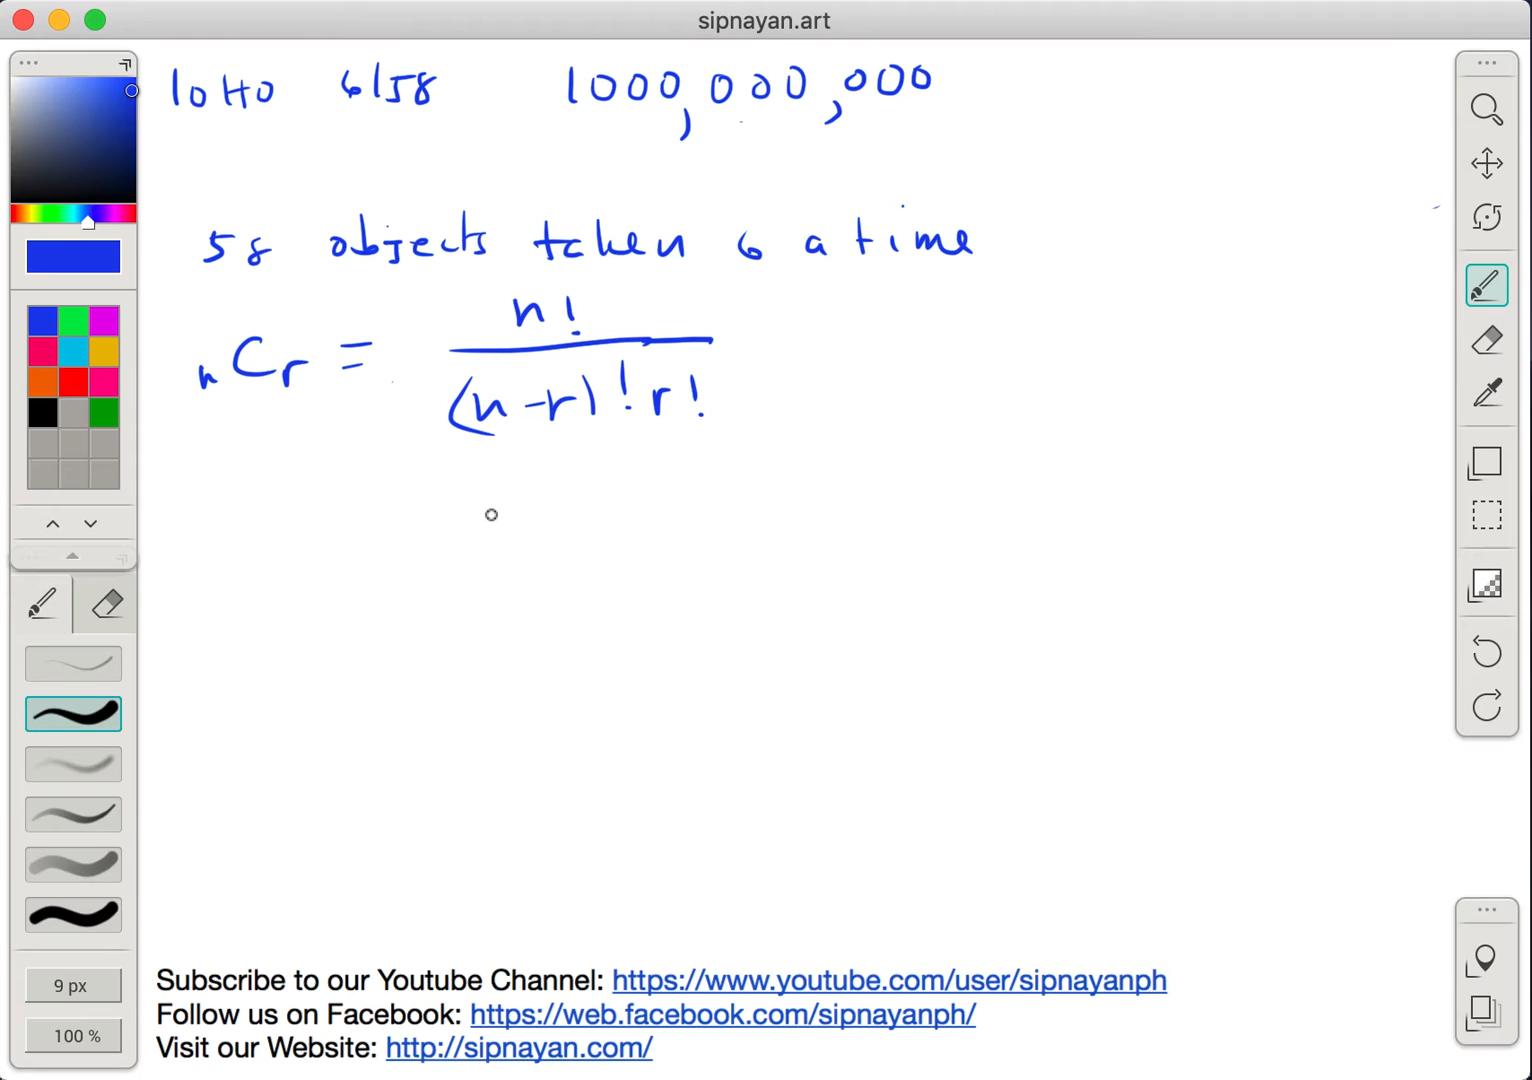 sipnayan.art
lotto 6/58 1000,000,000
58 objects taken 6 a time
nCr = n! / (n-r)! r!
9 px
100 %
Subscribe to our Youtube Channel: https://www.youtube.com/user/sipnayanph
Follow us on Facebook: https://web.facebook.com/sipnayanph/
Visit our Website: http://sipnayan.com/